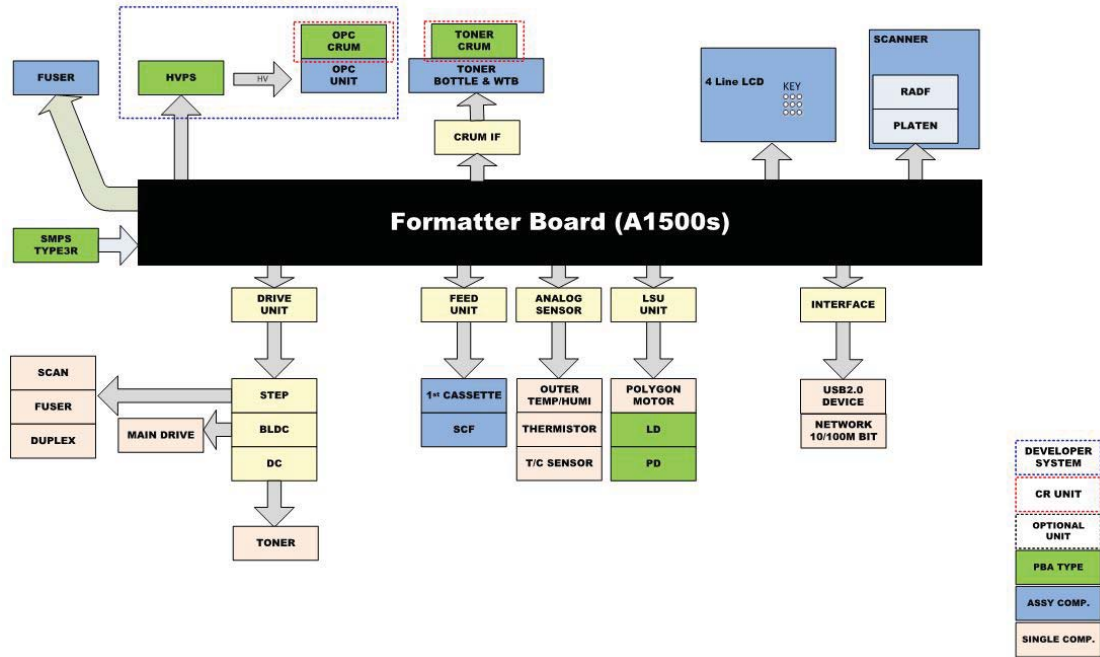 OPC
CRUM
TONER
CRUM
SCANNER
FUSER
HVPS
HV
OPC
UNIT
TONER
BOTTLE & WTB
4 Line LCD
KEY
RADF
PLATEN
CRUM IF
Formatter Board (A1500s)
SMPS
TYPE3R
DRIVE
UNIT
FEED
UNIT
ANALOG
SENSOR
LSU
UNIT
INTERFACE
SCAN
FUSER
DUPLEX
MAIN DRIVE
STEP
BLDC
DC
TONER
1st CASSETTE
SCF
OUTER
TEMP/HUMI
THERMISTOR
T/C SENSOR
POLYGON
MOTOR
LD
PD
USB2.0
DEVICE
NETWORK
10/100M BIT
DEVELOPER
SYSTEM
CR UNIT
OPTIONAL
UNIT
PBA TYPE
ASSY COMP.
SINGLE COMP.